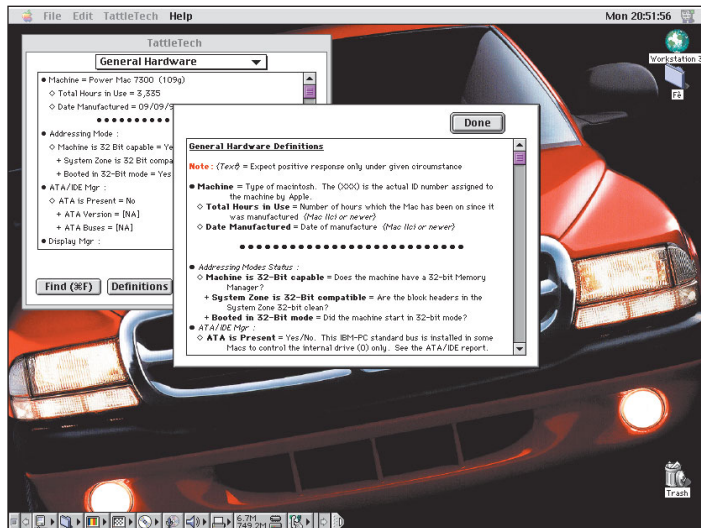 File Edit TattleTech Help
Mon 20:51:56
TattleTech
General Hardware
● Machine = Power Mac 7300 (109g)
◇ Total Hours in Use = 3,335
◇ Date Manufactured = 09/09/9
● Addressing Mode :
◇ Machine is 32 Bit capable = Ye
+ System Zone is 32 Bit compa
+ Booted in 32-Bit mode = Yes
● ATA/IDE Mgr :
◇ ATA is Present = No
+ ATA Version = [NA]
+ ATA Buses = [NA]
● Display Mgr :
Find (⌘F)
Definitions
Done
General Hardware Definitions
Note : (Text) = Expect positive response only under given circumstance
● Machine = Type of macintosh. The (XXX) is the actual ID number assigned to
the machine by Apple.
◇ Total Hours in Use = Number of hours which the Mac has been on since it
was manufactured (Mac IIci or newer)
◇ Date Manufactured = Date of manufacture (Mac IIci or newer)
● Addressing Modes Status :
◇ Machine is 32-Bit capable = Does the machine have a 32-bit Memory
Manager?
+ System Zone is 32-Bit compatible = Are the block headers in the
System Zone 32-bit clean?
+ Booted in 32-Bit mode = Did the machine start in 32-bit mode?
● ATA/IDE Mgr :
◇ ATA is Present = Yes/No. This IBM-PC standard bus is installed in some
Macs to control the internal drive (0) only. See the ATA/IDE report.
Workstation 3
Fê
Trash
6.7M
749.2M